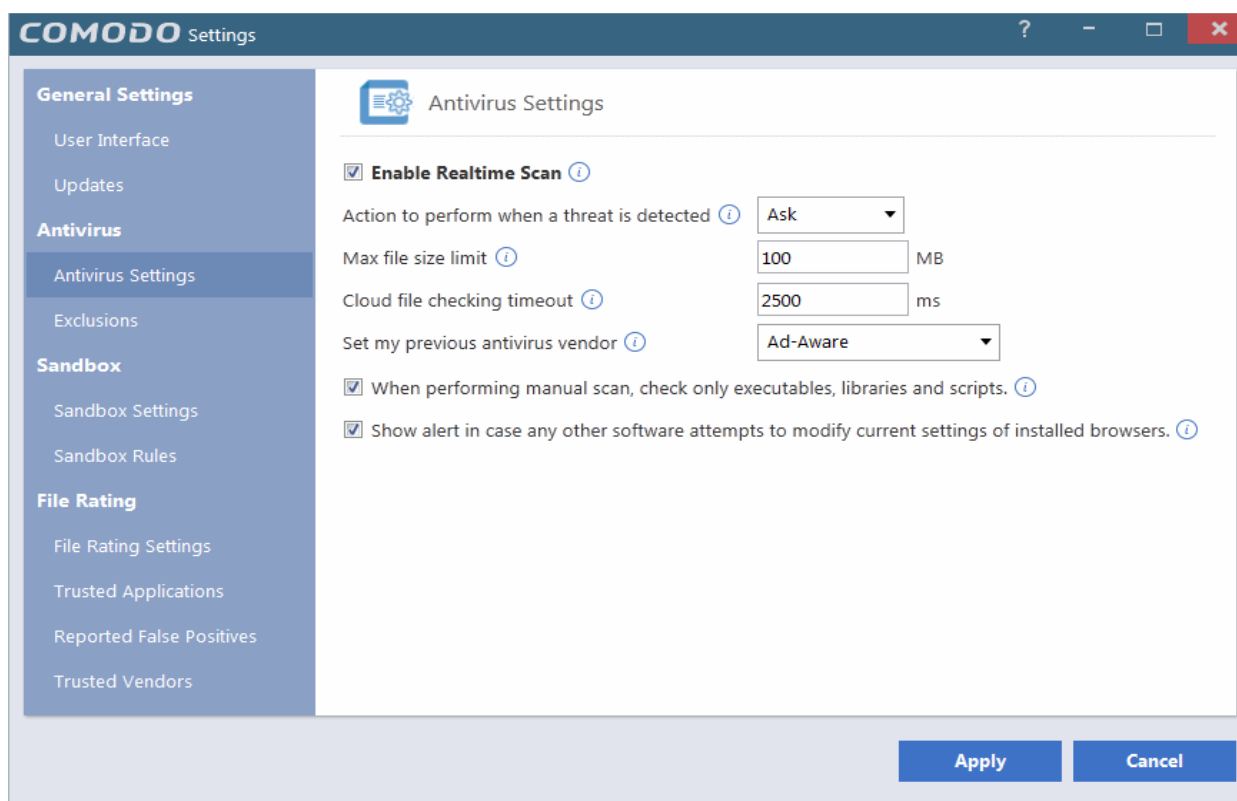 COMODO Settings
?
General Settings
User Interface
Updates
Antivirus
Antivirus Settings
Exclusions
Sandbox
Sandbox Settings
Sandbox Rules
File Rating
File Rating Settings
Trusted Applications
Reported False Positives
Trusted Vendors
Antivirus Settings
Enable Realtime Scan i
Action to perform when a threat is detected i Ask
Max file size limit i 100 MB
Cloud file checking timeout i 2500 ms
Set my previous antivirus vendor i Ad-Aware
When performing manual scan, check only executables, libraries and scripts. i
Show alert in case any other software attempts to modify current settings of installed browsers. i
Apply Cancel